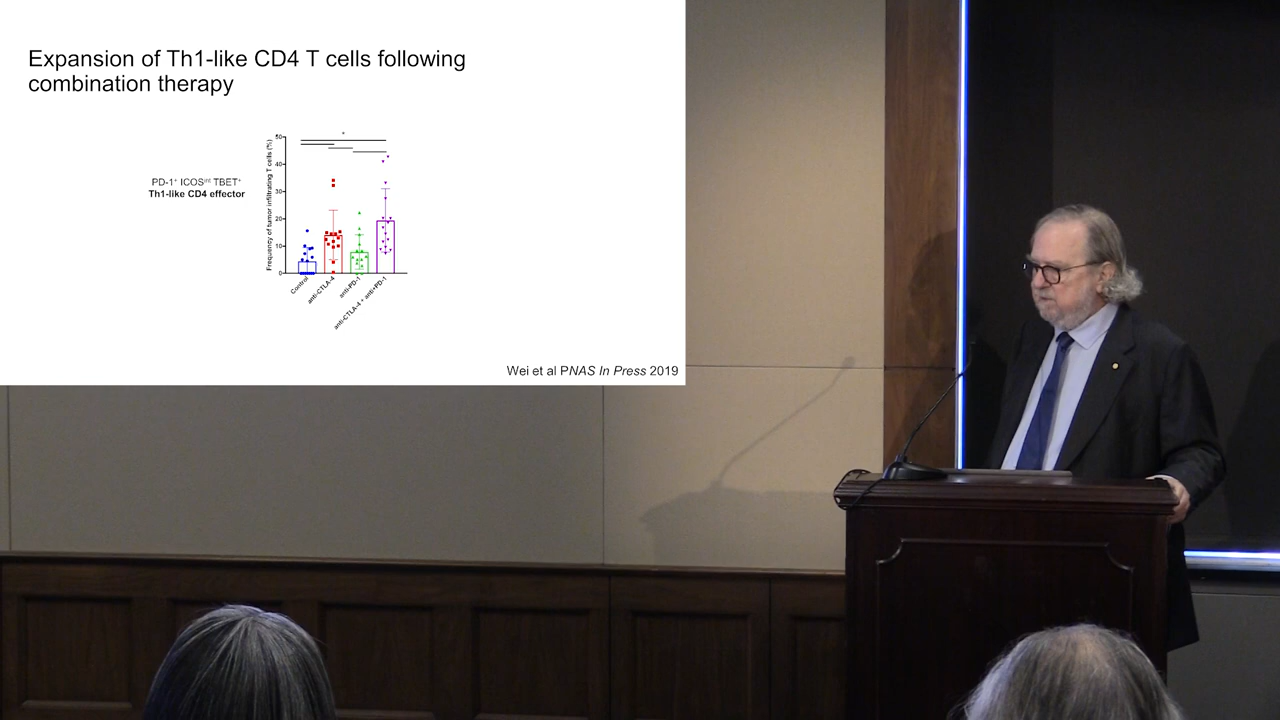 Expansion of Th1-like CD4 T cells following
combination therapy
PD-1⁺ ICOSⁱⁿᵗ TBET⁺
Th1-like CD4 effector
Frequency of tumor infiltrating T cells (%)
50
40
30
20
10
0
*
Control
anti-CTLA-4
anti-PD-1
anti-CTLA-4 + anti-PD-1
Wei et al PNAS In Press 2019